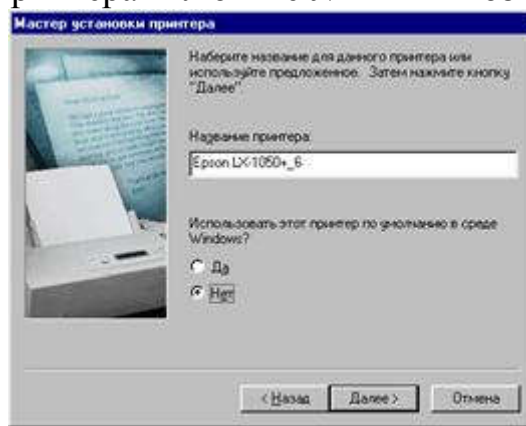 Мастер установки принтера
Наберите название для данного принтера или
используйте предложенное. Затем нажмите кнопку
"Далее".
Название принтера:
Epson LX-1050+_6
Использовать этот принтер по умолчанию в среде
Windows?
Да
Нет
< Назад
Далее >
Отмена